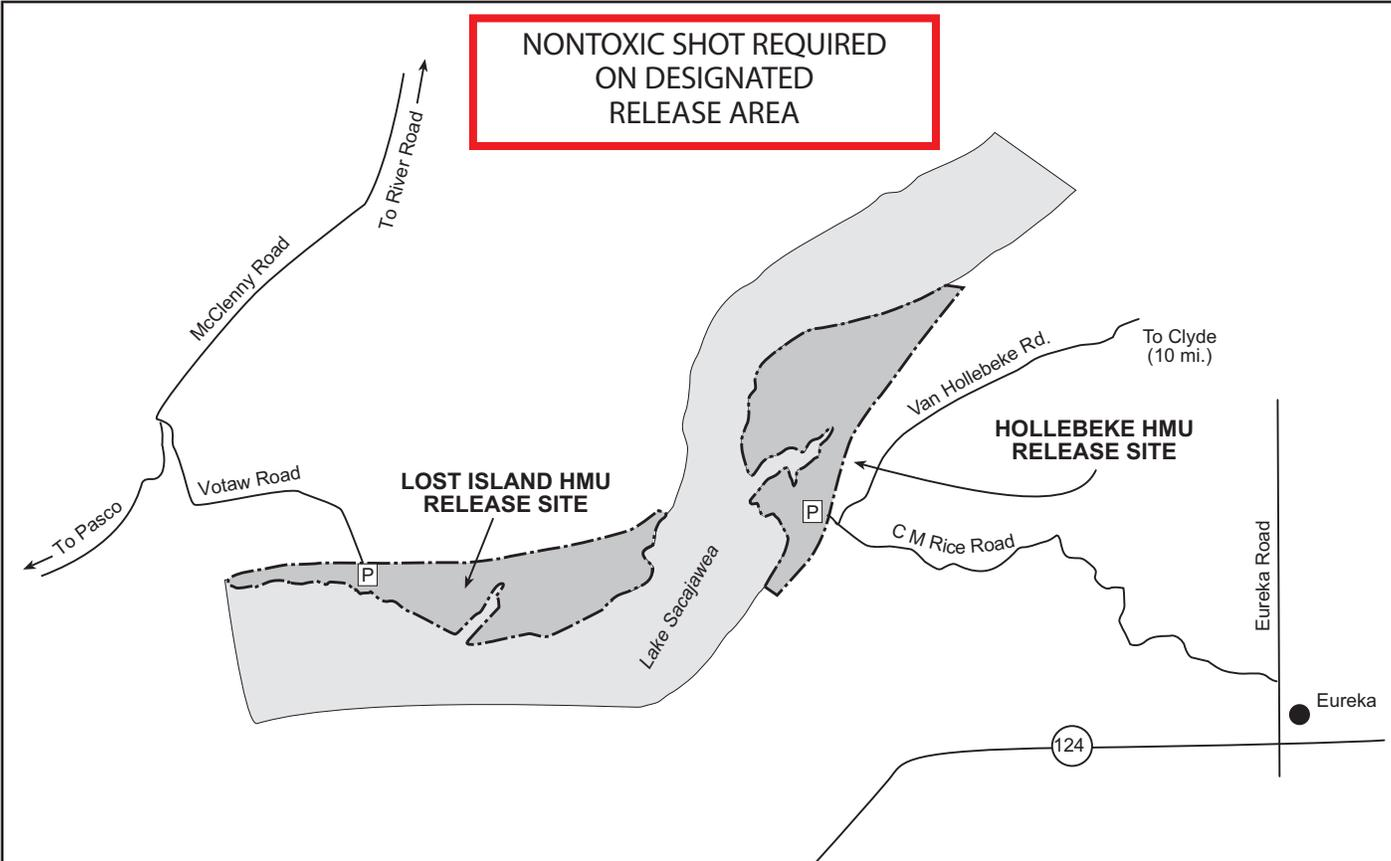 NONTOXIC SHOT REQUIRED
ON DESIGNATED
RELEASE AREA
To River Road
McClenny Road
Van Hollebeke Rd.
To Clyde
(10 mi.)
HOLLEBEKE HMU
RELEASE SITE
LOST ISLAND HMU
RELEASE SITE
Votaw Road
To Pasco
P
P
C M Rice Road
Lake Sacajawea
Eureka Road
Eureka
124